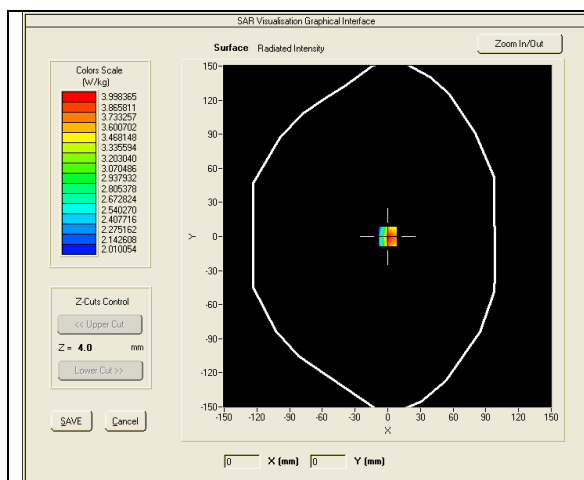 SAR Visualisation Graphical Interface
Surface Radiated Intensity
Zoom In/Out
Colors Scale
(W/kg)
3.998365
3.865811
3.733257
3.600702
3.468148
3.335594
3.203040
3.070486
2.937932
2.805378
2.672824
2.540270
2.407716
2.275162
2.142608
2.010054
150
120
90
60
30
0
-30
-60
-90
-120
-150
Y
-150 -120 -90 -60 -30 0 30 60 90 120 150
X
Z-Cuts Control
<< Upper Cut
Z = 4.0 mm
Lower Cut >>
SAVE Cancel
0 X (mm) 0 Y (mm)